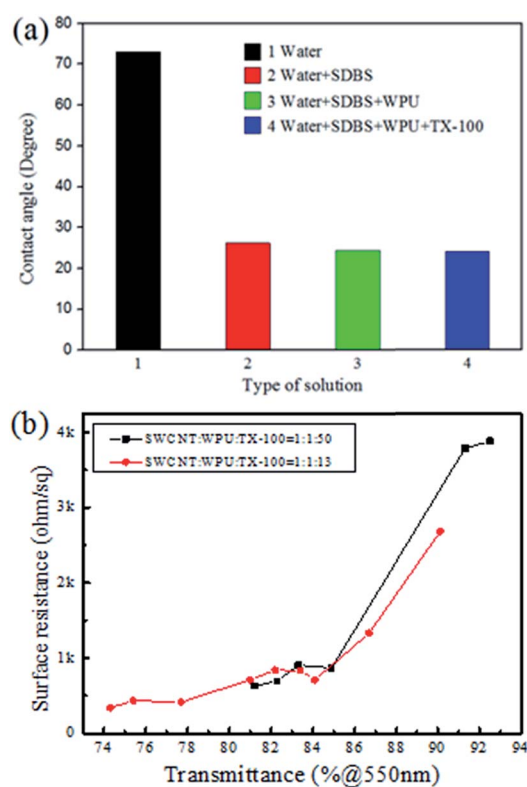 (a)
80
70
60
50
40
30
20
10
0
Contact angle (Degree)
1 Water
2 Water+SDBS
3 Water+SDBS+WPU
4 Water+SDBS+WPU+TX-100
1 2 3 4
Type of solution
(b)
4k
3k
2k
1k
0
Surface resistance (ohm/sq)
SWCNT:WPU:TX-100=1:1:50
SWCNT:WPU:TX-100=1:1:13
74 76 78 80 82 84 86 88 90 92 94
Transmittance (%@550nm)